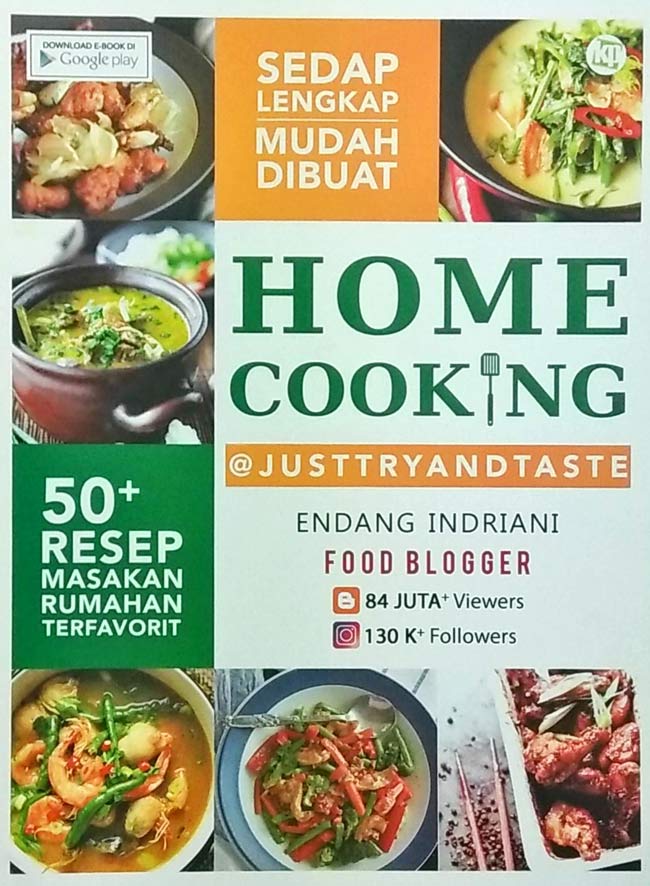 DOWNLOAD E-BOOK DI
Google play
SEDAP
LENGKAP
MUDAH
DIBUAT
HOME
COOKING
@JUSTTRYANDTASTE
ENDANG INDRIANI
FOOD BLOGGER
84 JUTA+ Viewers
130 K+ Followers
50+
RESEP
MASAKAN
RUMAHAN
TERFAVORIT